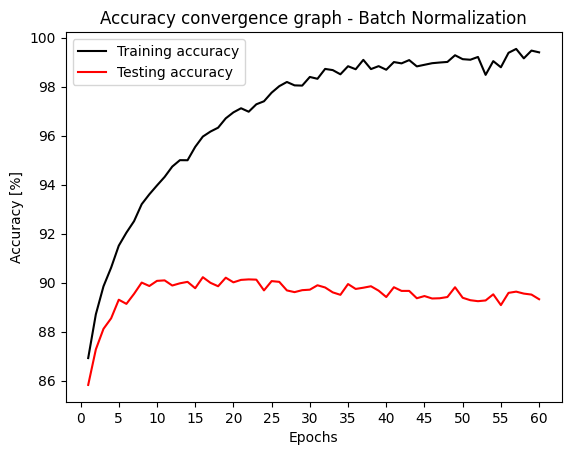 Accuracy convergence graph - Batch Normalization
Training accuracy
Testing accuracy
Accuracy [%]
100
98
96
94
92
90
88
86
0 5 10 15 20 25 30 35 40 45 50 55 60
Epochs